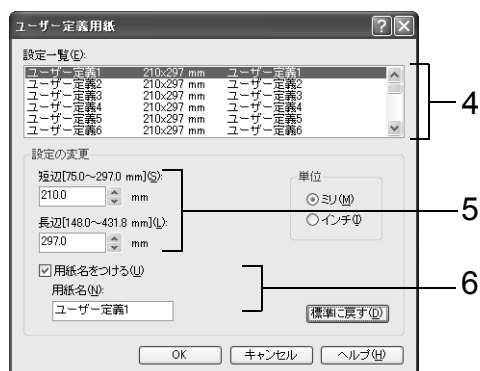 ユーザー定義用紙
設定一覧(E):
ユーザー定義1 210x297 mm ユーザー定義1
ユーザー定義2 210x297 mm ユーザー定義2
ユーザー定義3 210x297 mm ユーザー定義3
ユーザー定義4 210x297 mm ユーザー定義4
ユーザー定義5 210x297 mm ユーザー定義5
ユーザー定義6 210x297 mm ユーザー定義6
4
設定の変更
短辺[75.0～297.0 mm](S):
210.0 mm
長辺[148.0～431.8 mm](L):
297.0 mm
単位
ミリ(M)
インチ(I)
5
用紙名をつける(U)
用紙名(N):
ユーザー定義1
6
標準に戻す(D)
OK キャンセル ヘルプ(H)